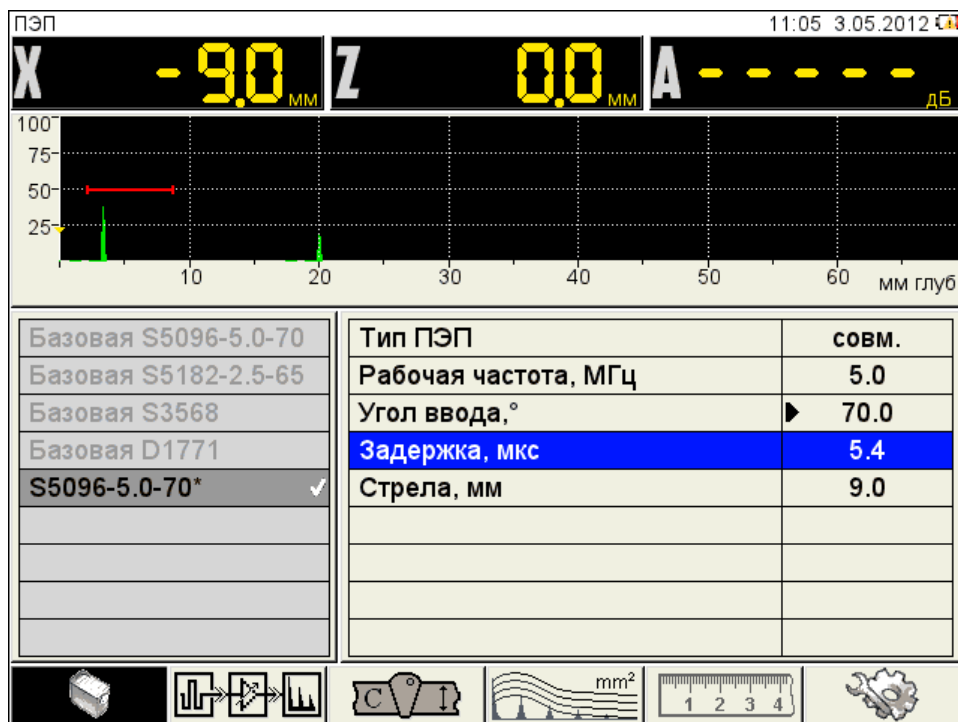 ПЭП 11:05 3.05.2012
X -9.0 мм Z 0.0 мм A ----- дБ
100
75
50
25
10 20 30 40 50 60 мм глуб
Базовая S5096-5.0-70
Базовая S5182-2.5-65
Базовая S3568
Базовая D1771
S5096-5.0-70*
Тип ПЭП совм.
Рабочая частота, МГц 5.0
Угол ввода,° 70.0
Задержка, мкс 5.4
Стрела, мм 9.0
C mm² 1 2 3 4